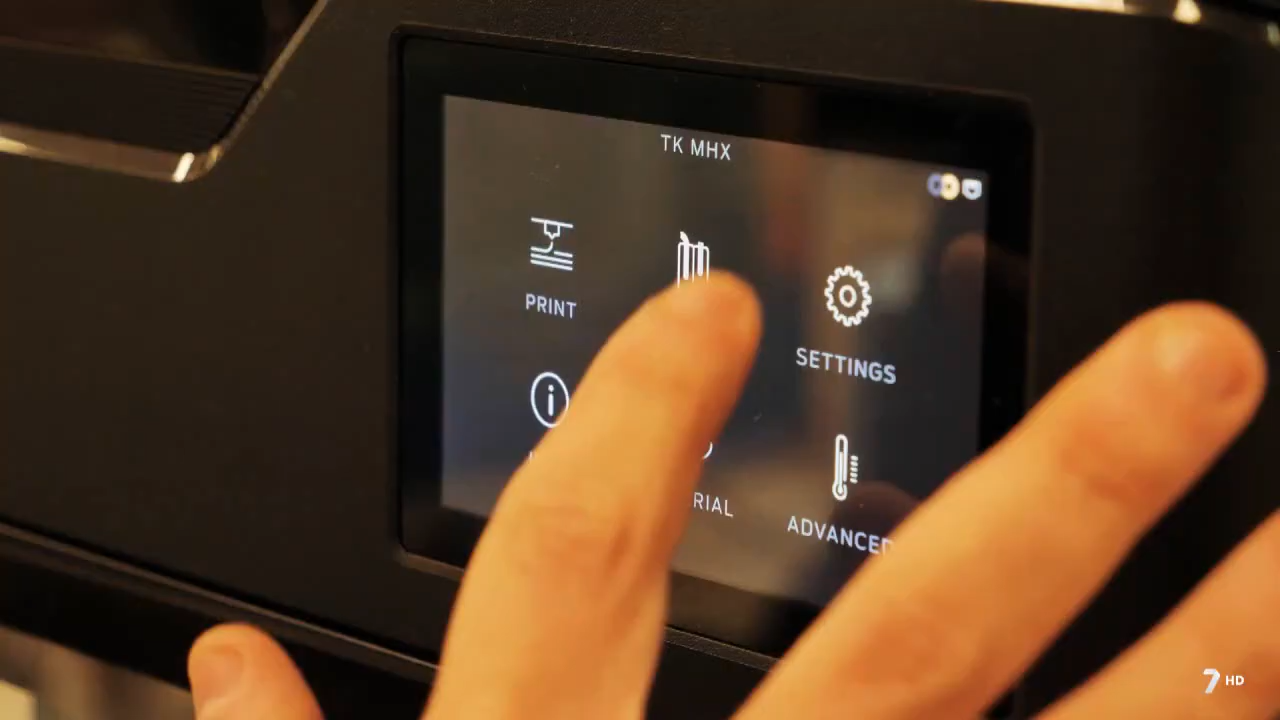 TK MHX
PRINT
SETTINGS
RIAL
ADVANCED
7 HD